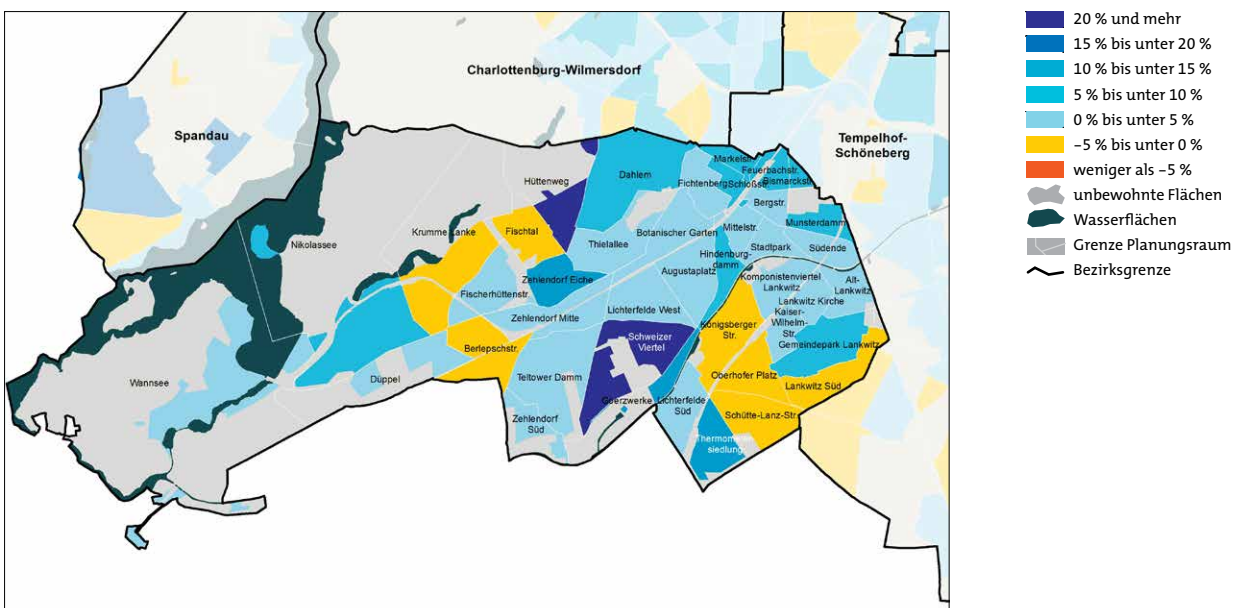 20 % und mehr
15 % bis unter 20 %
10 % bis unter 15 %
5 % bis unter 10 %
0 % bis unter 5 %
−5 % bis unter 0 %
weniger als −5 %
unbewohnte Flächen
Wasserflächen
Grenze Planungsraum
Bezirksgrenze
Charlottenburg-Wilmersdorf
Spandau
Tempelhof-
Schöneberg
Markelstr.
Feuerbachstr.
Bismarckstr.
Schloßstr.
Fichtenberg
Dahlem
Hüttenweg
Bergstr.
Munsterdamm
Mittelstr.
Botanischer Garten
Krumme Lanke
Fischtal
Nikolassee
Thielallee
Stadtpark
Südende
Hindenburg-
damm
Augustaplatz
Zehlendorf Eiche
Komponistenviertel
Lankwitz
Alt-
Lankwitz
Fischerhüttenstr.
Lankwitz Kirche
Kaiser-
Wilhelm-
Str.
Zehlendorf Mitte
Lichterfelde West
Königsberger
Str.
Schweizer
Viertel
Gemeindepark Lankwitz
Berlepschstr.
Wannsee
Düppel
Teltower Damm
Oberhofer Platz
Lankwitz Süd
Goerzwerke
Lichterfelde
Süd
Schütte-Lanz-Str.
Zehlendorf
Süd
Thermometer-
siedlung